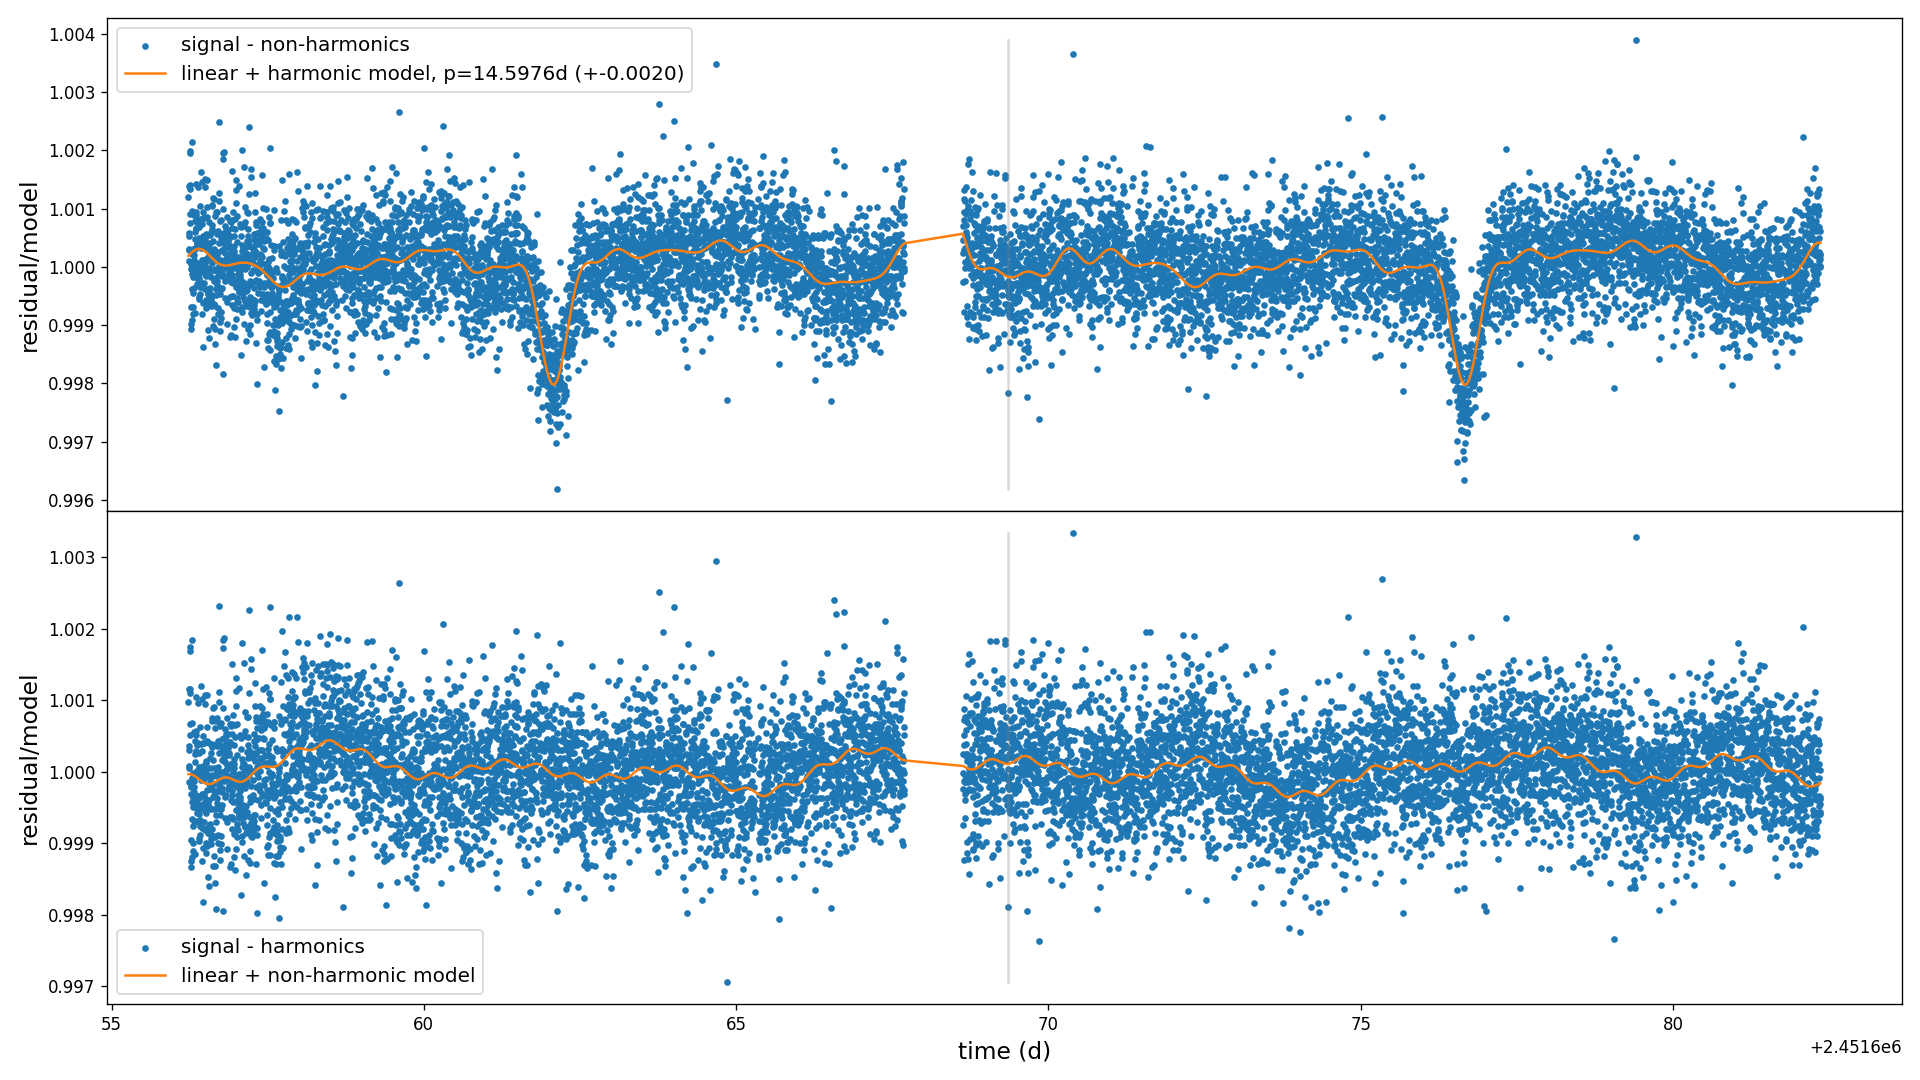 signal - non-harmonics
linear + harmonic model, p=14.5976d (+-0.0020)
1.004
1.003
1.002
1.001
1.000
0.999
0.998
0.997
0.996
residual/model
1.003
1.002
1.001
1.000
0.999
0.998
0.997
residual/model
signal - harmonics
linear + non-harmonic model
55 60 65 70 75 80
time (d)
+2.4516e6